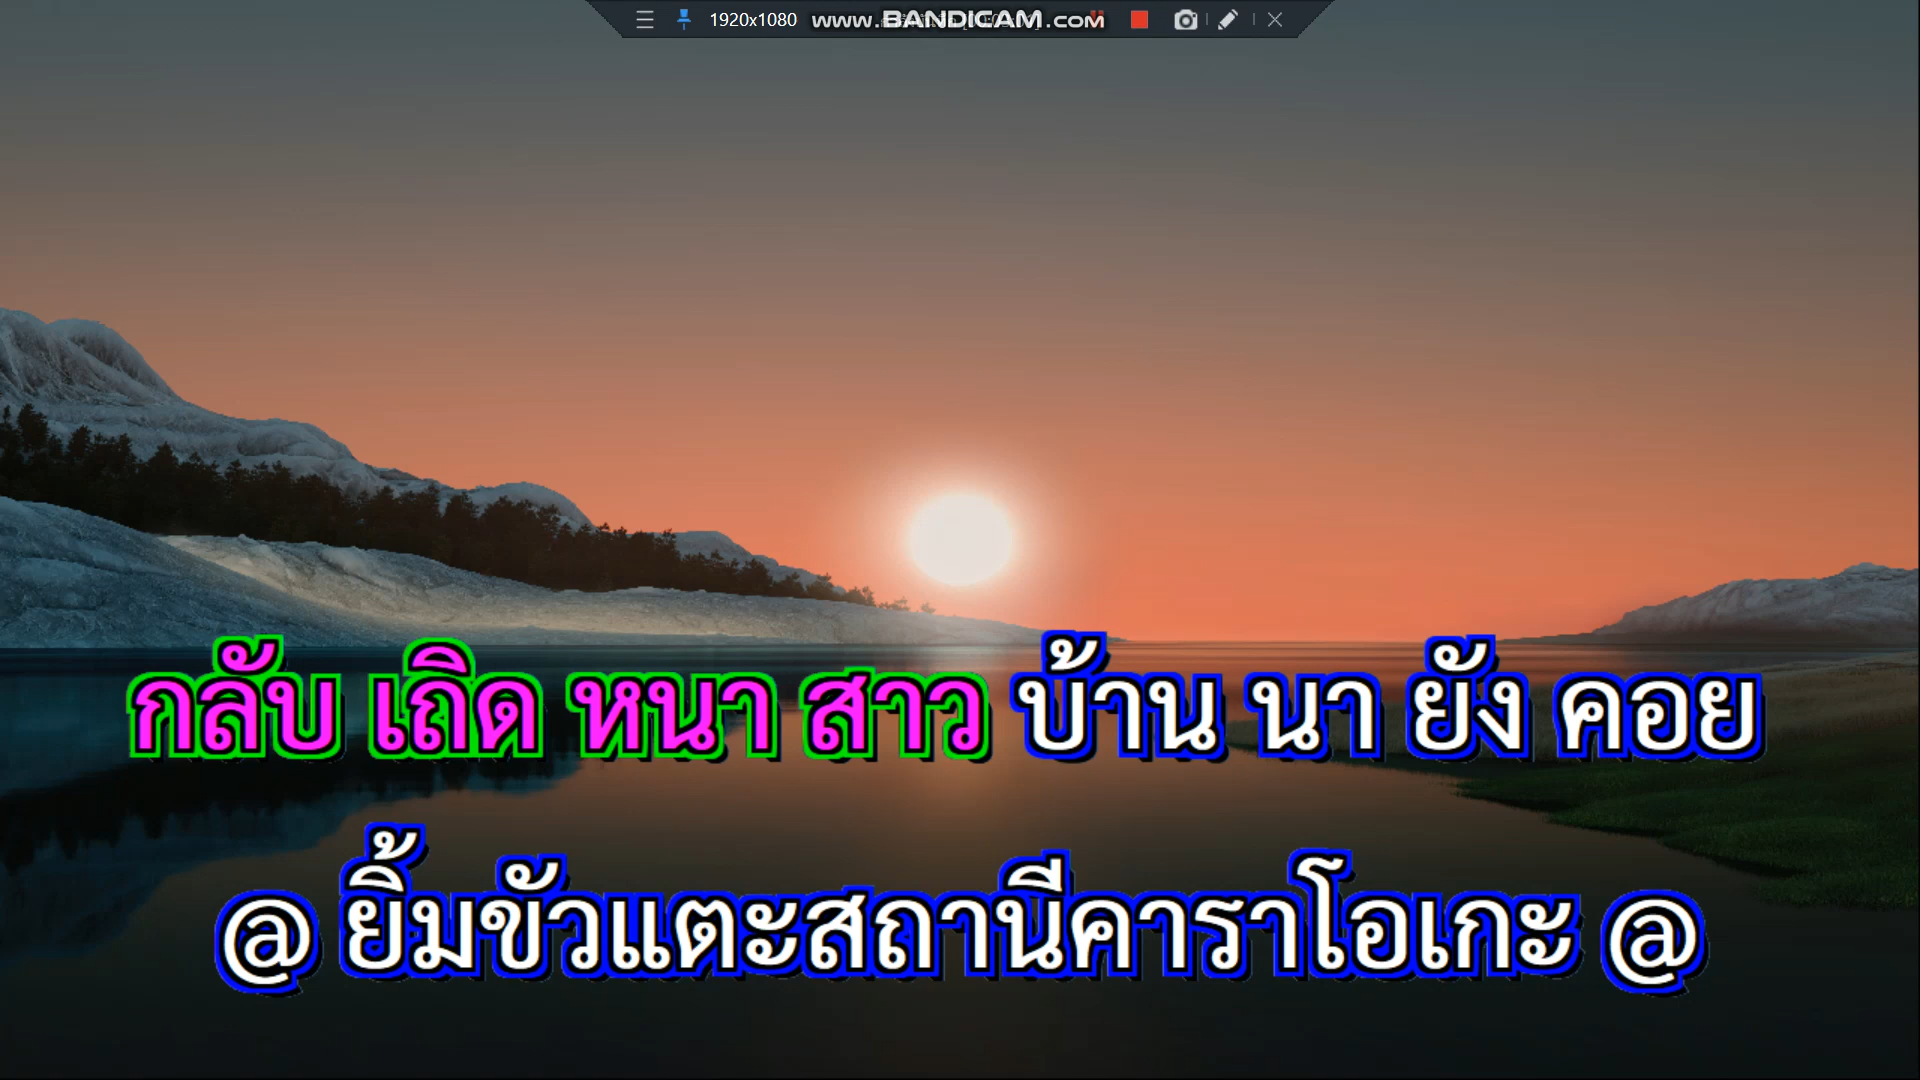 1920x1080 www.BANDICAM.com
กลับ เถิด หนา สาว บ้าน นา ยัง คอย
@ ยิ้มขัวแตะสถานีคาราโอเกะ @